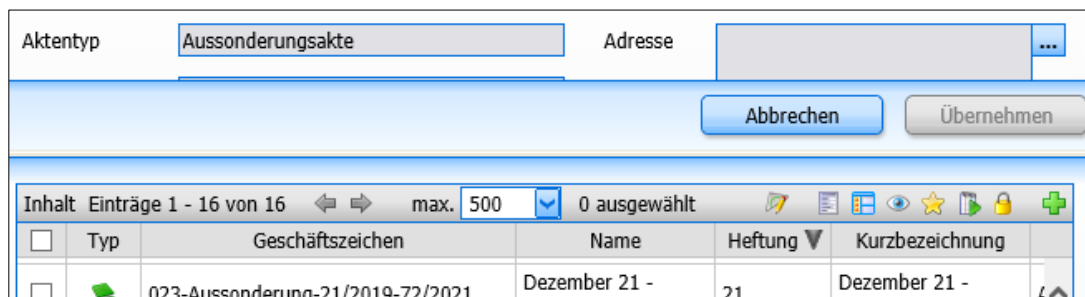 Aktentyp Aussonderungsakte Adresse ...
Abbrechen Übernehmen
Inhalt Einträge 1 - 16 von 16 max. 500 0 ausgewählt
Typ Geschäftszeichen Name Heftung Kurzbezeichnung
023-Aussonderung-21/2019-72/2021 Dezember 21 - 21 Dezember 21 -